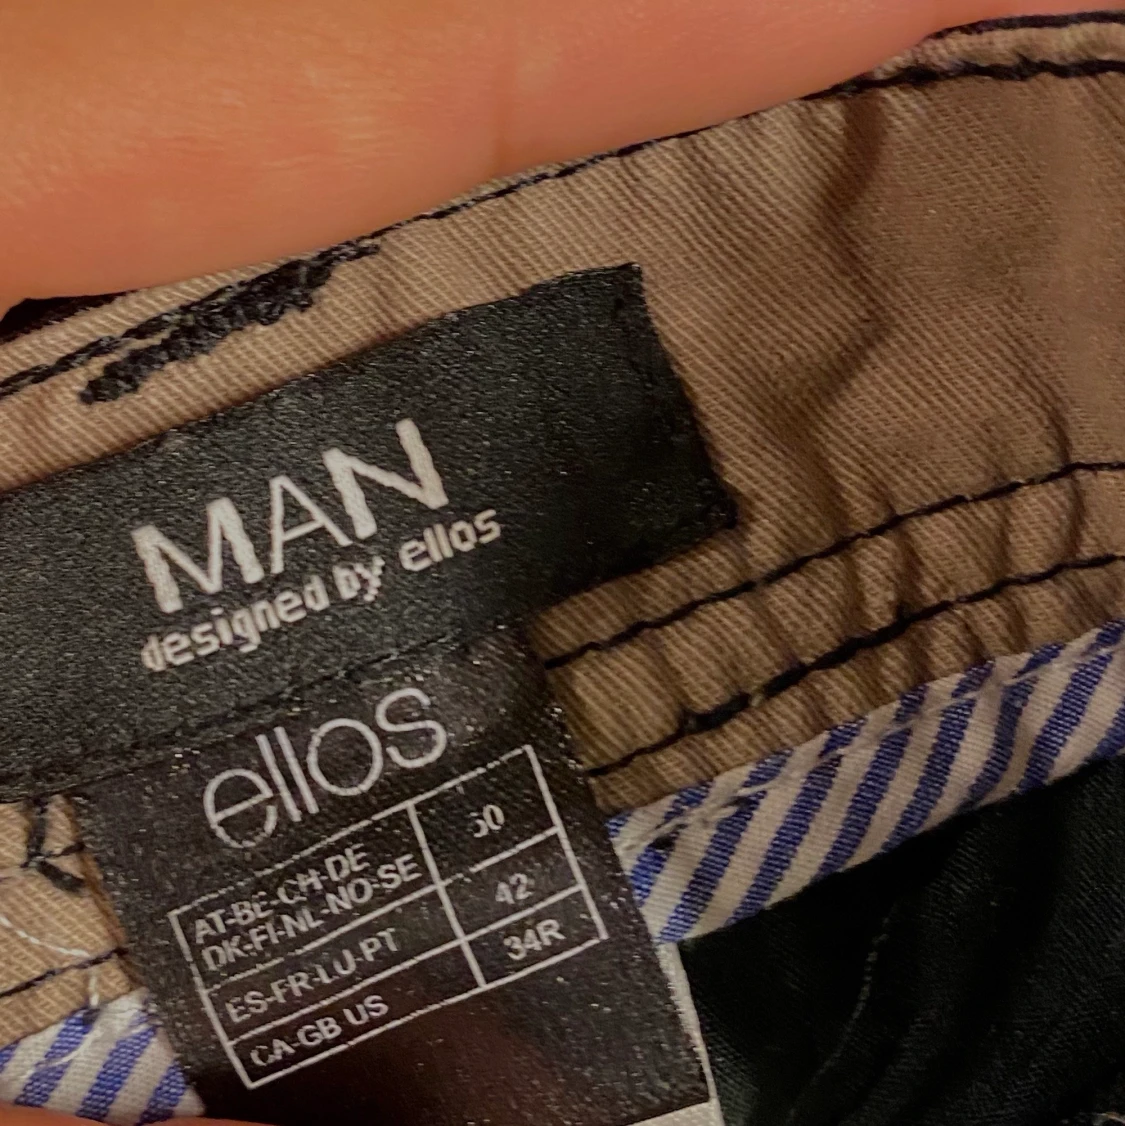 MAN
designed by ellos
ellos
AT-BE-CH-DE
DK-FI-NL-NO-SE
50
ES-FR-LU-PT 42
CA-GB US 34R